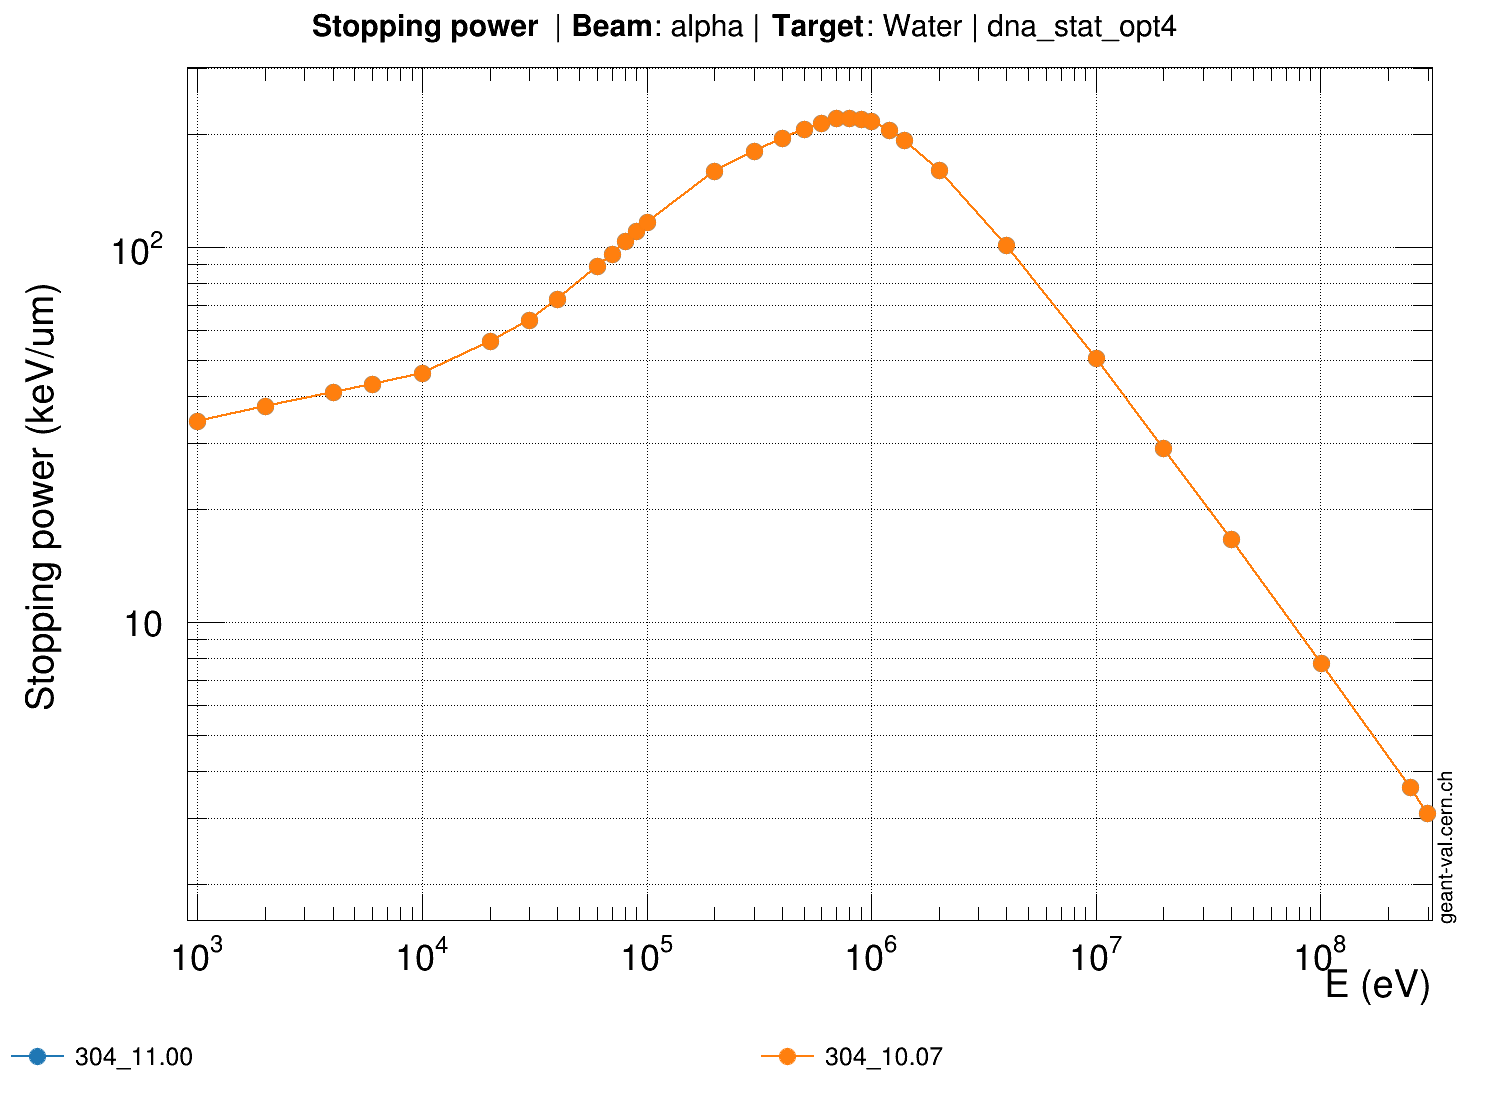 Stopping power | Beam: alpha | Target: Water | dna_stat_opt4
Stopping power (keV/um)
10²
10
10³ 10⁴ 10⁵ 10⁶ 10⁷ 10⁸
E (eV)
geant-val.cern.ch
304_11.00 304_10.07